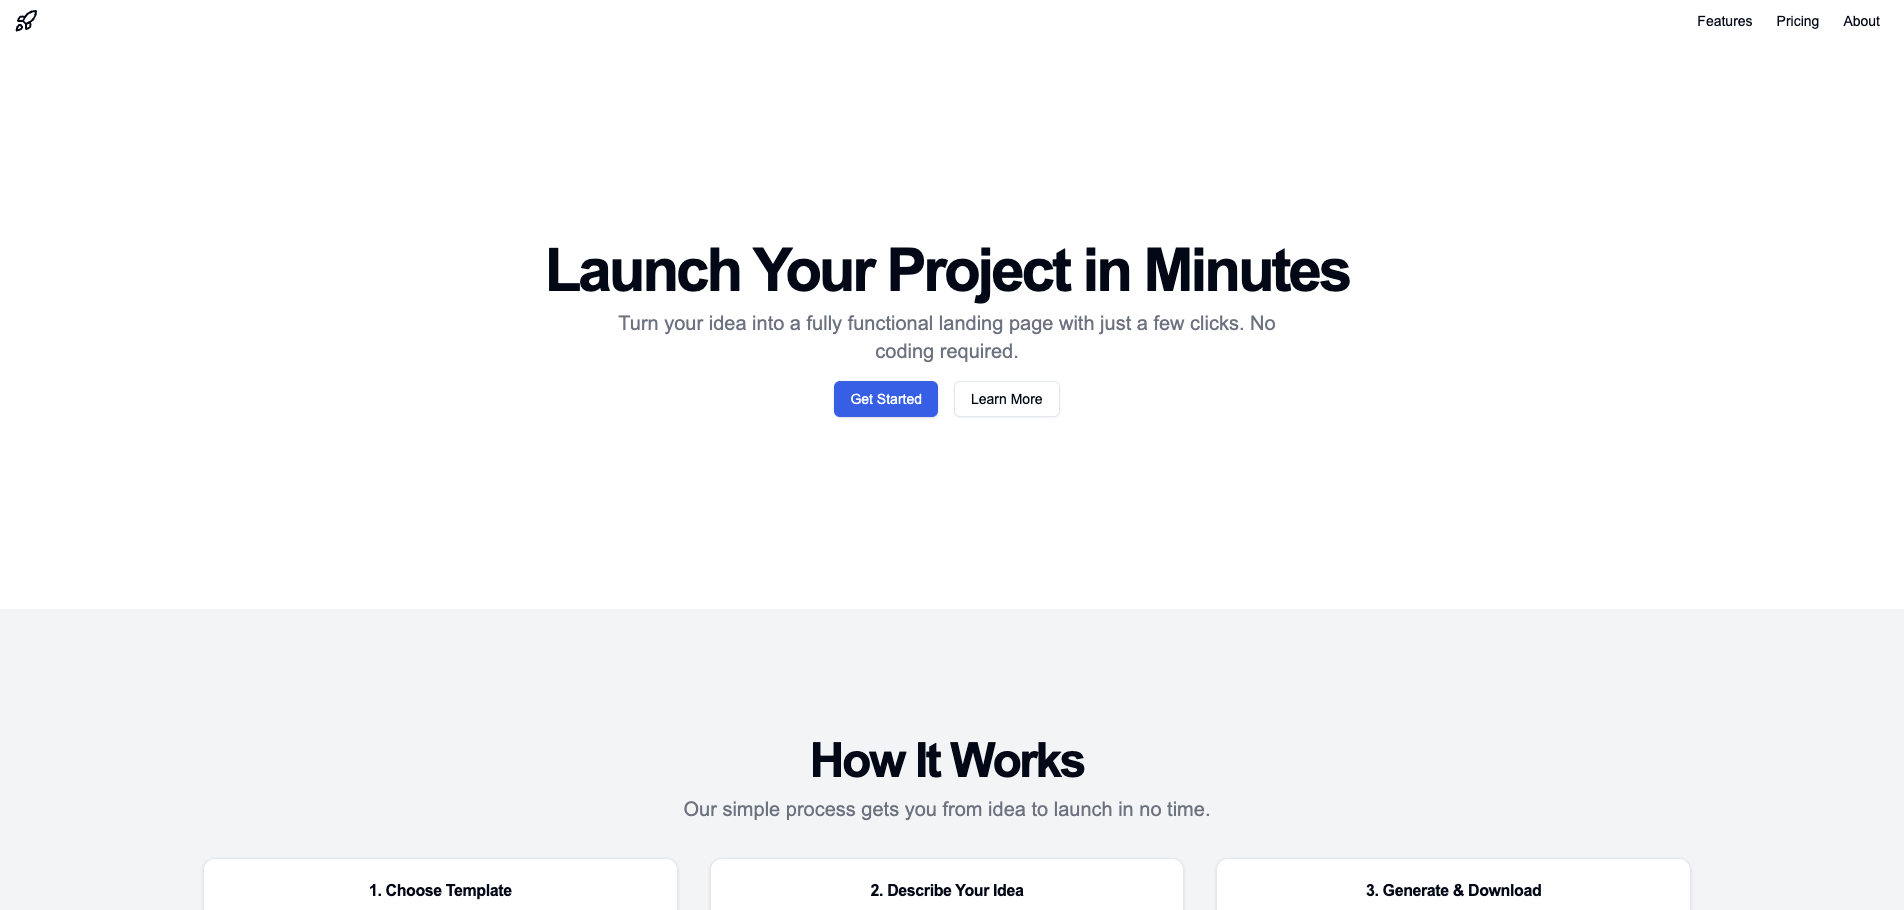 Features Pricing About
Launch Your Project in Minutes
Turn your idea into a fully functional landing page with just a few clicks. No
coding required.
Get Started Learn More
How It Works
Our simple process gets you from idea to launch in no time.
1. Choose Template 2. Describe Your Idea 3. Generate & Download